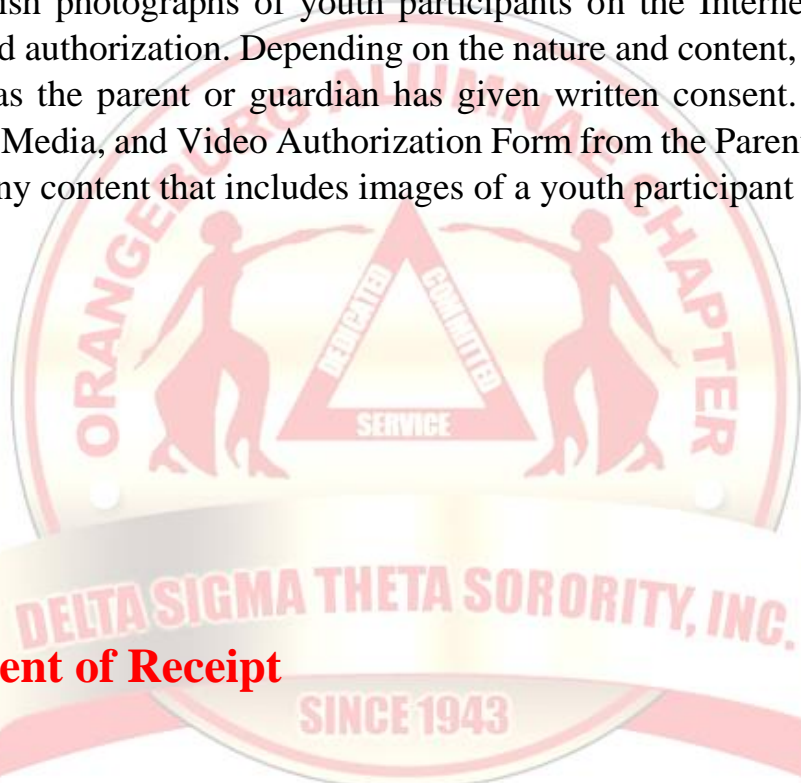 ish photographs of youth participants on the Interne
d authorization. Depending on the nature and content,
as the parent or guardian has given written consent.
Media, and Video Authorization Form from the Paren
ny content that includes images of a youth participant
ORANGEBURG ALUMNAE CHAPTER
DEDICATED
COMMITTED
SERVICE
DELTA SIGMA THETA SORORITY, INC.
ent of Receipt
SINCE 1943